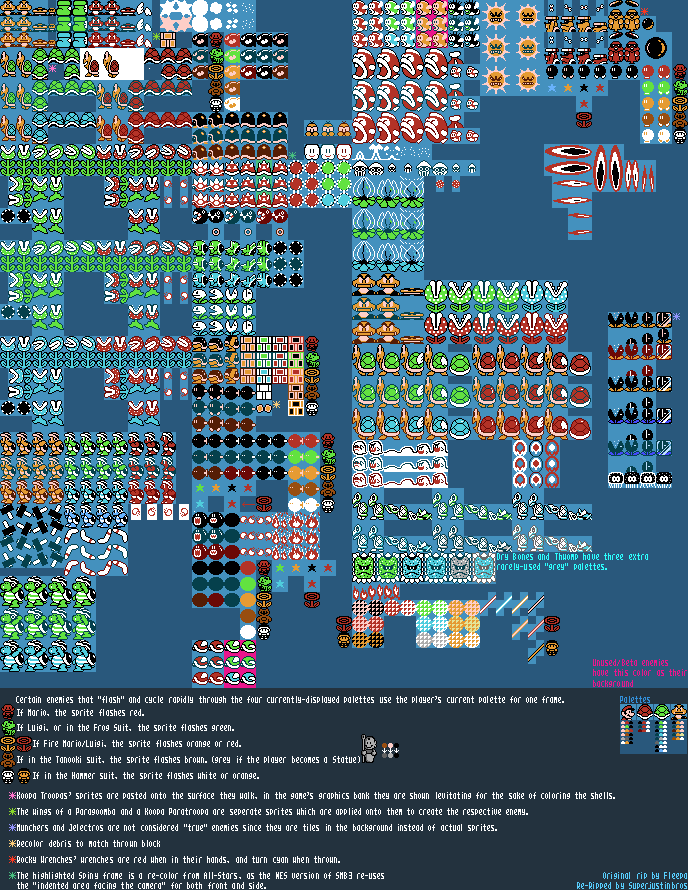 Dry Bones and Thwomp have three extra
rarely-used "grey" palettes.
Unused/Beta enemies
have this color as their
background
Certain enemies that "flash" and cycle rapidly through the four currently-displayed palettes use the player's current palette for one frame.
If Mario, the sprite flashes red.
If Luigi, or in the Frog Suit, the sprite flashes green.
If Fire Mario/Luigi, the sprite flashes orange or red.
If in the Tanooki suit, the sprite flashes brown. (grey if the player becomes a Statue)
If in the Hammer suit, the sprite flashes white or orange.
Palettes
*Koopa Troopas' sprites are pasted onto the surface they walk, in the game's graphics bank they are shown levitating for the sake of coloring the shells.
*The wings of a Paragoomba and a Koopa Paratroopa are seperate sprites which are applied onto them to create the respective enemy.
*Munchers and Jelectros are not considered "true" enemies since they are tiles in the background instead of actual sprites.
*Recolor debris to match thrown block
*Rocky Wrenches' wrenches are red when in their hands, and turn cyan when thrown.
*The highlighted Spiny frame is a re-color from All-Stars, as the NES version of SMB3 re-uses
the "indented area facing the camera" for both front and side.
Original rip by Fleepa
Re-Ripped by Superjustinbros